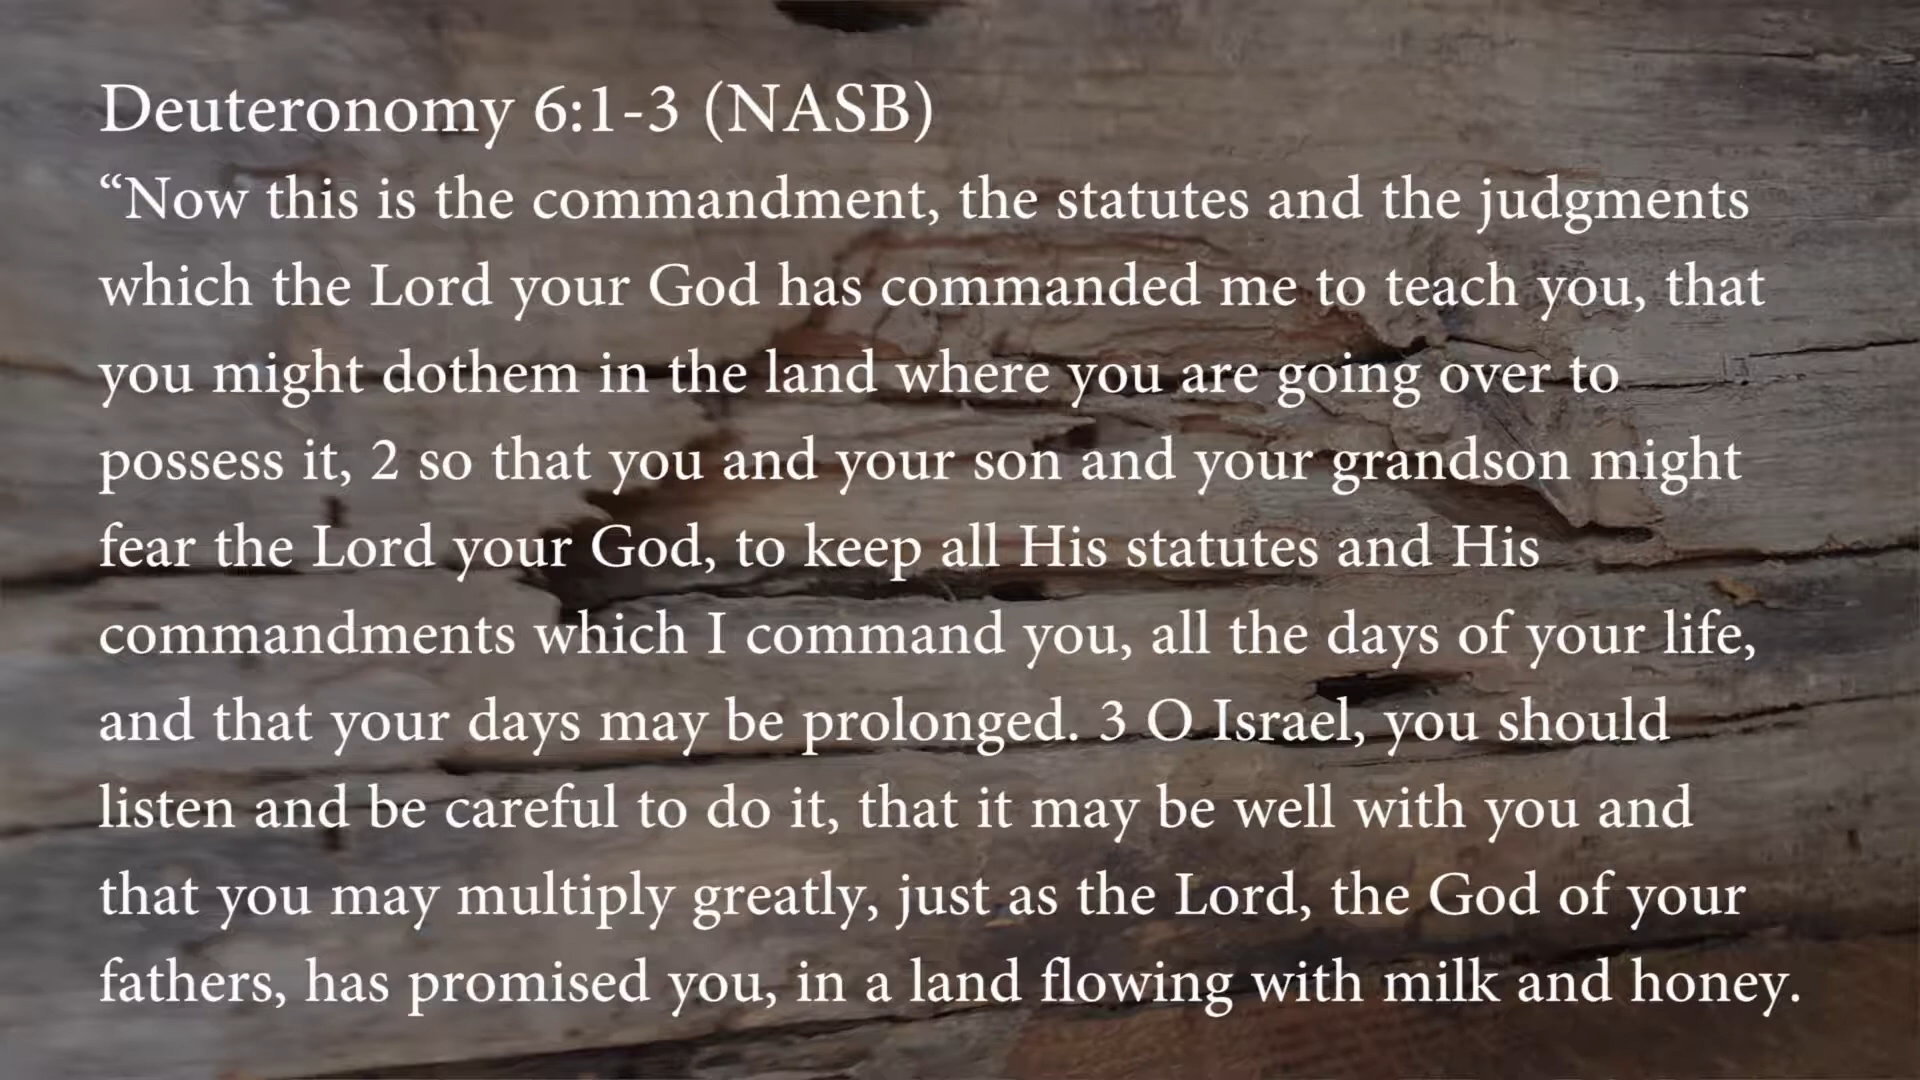 Deuteronomy 6:1-3 (NASB)
“Now this is the commandment, the statutes and the judgments
which the Lord your God has commanded me to teach you, that
you might dothem in the land where you are going over to
possess it, 2 so that you and your son and your grandson might
fear the Lord your God, to keep all His statutes and His
commandments which I command you, all the days of your life,
and that your days may be prolonged. 3 O Israel, you should
listen and be careful to do it, that it may be well with you and
that you may multiply greatly, just as the Lord, the God of your
fathers, has promised you, in a land flowing with milk and honey.